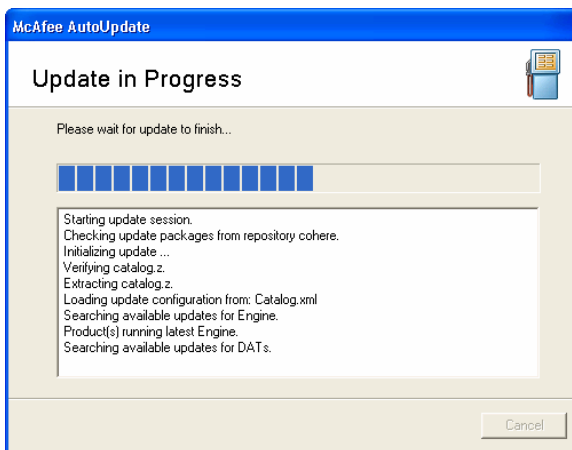 McAfee AutoUpdate
Update in Progress
Please wait for update to finish...
Starting update session.
Checking update packages from repository cohere.
Initializing update ...
Verifying catalog.z.
Extracting catalog.z.
Loading update configuration from: Catalog.xml
Searching available updates for Engine.
Product(s) running latest Engine.
Searching available updates for DATs.
Cancel